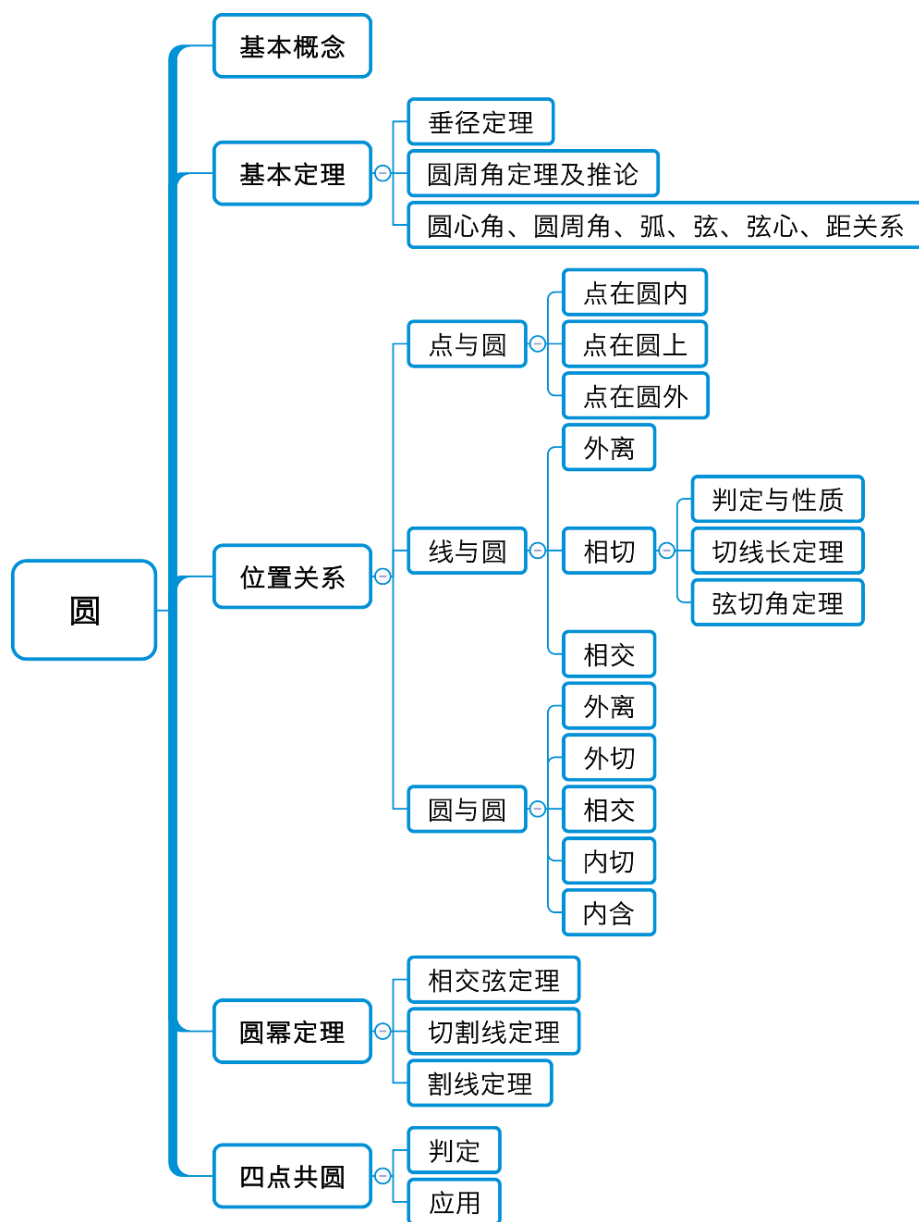 基本概念
垂径定理
基本定理
圆周角定理及推论
圆心角、圆周角、弧、弦、弦心、距关系
点在圆内
点与圆
点在圆上
点在圆外
外离
判定与性质
线与圆
相切
切线长定理
弦切角定理
位置关系
圆
相交
外离
外切
圆与圆
相交
内切
内含
相交弦定理
圆幂定理
切割线定理
割线定理
判定
四点共圆
应用